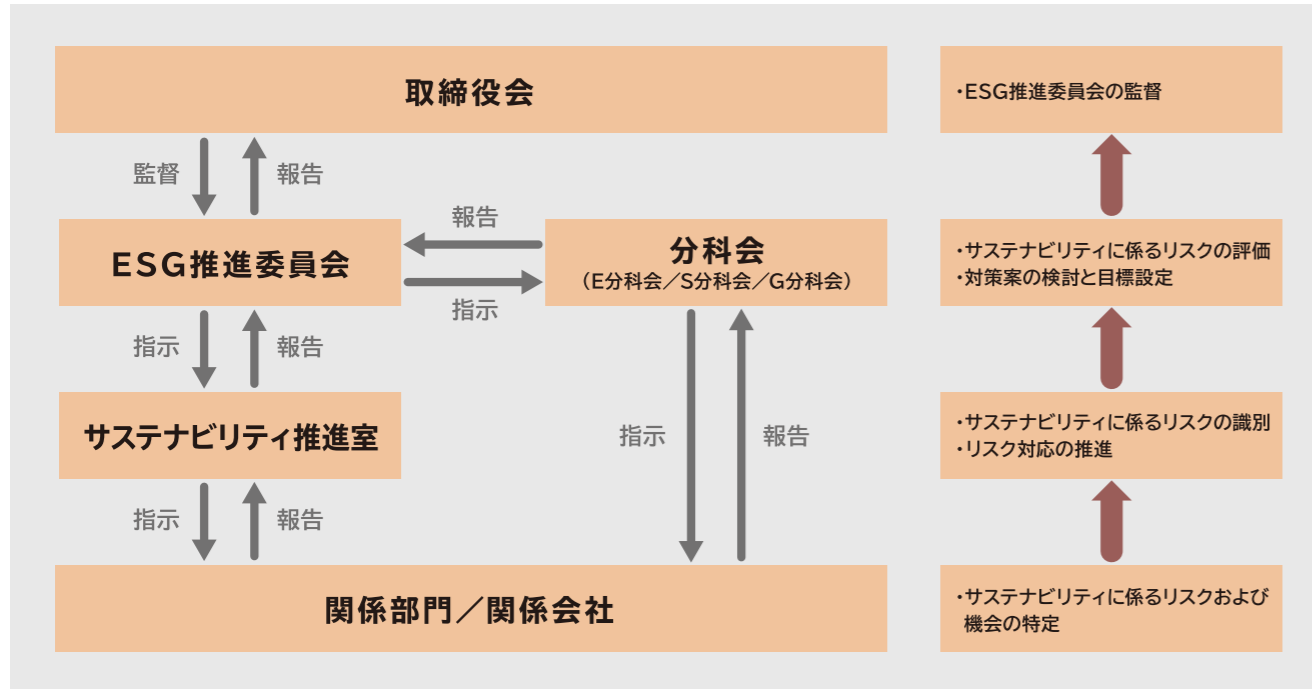 取締役会
・ESG推進委員会の監督
監督
報告
報告
ESG推進委員会
分科会
（E分科会／S分科会／G分科会）
指示
・サステナビリティに係るリスクの評価
・対策案の検討と目標設定
指示
報告
サステナビリティ推進室
指示
報告
・サステナビリティに係るリスクの識別
・リスク対応の推進
指示
報告
関係部門／関係会社
・サステナビリティに係るリスクおよび
機会の特定